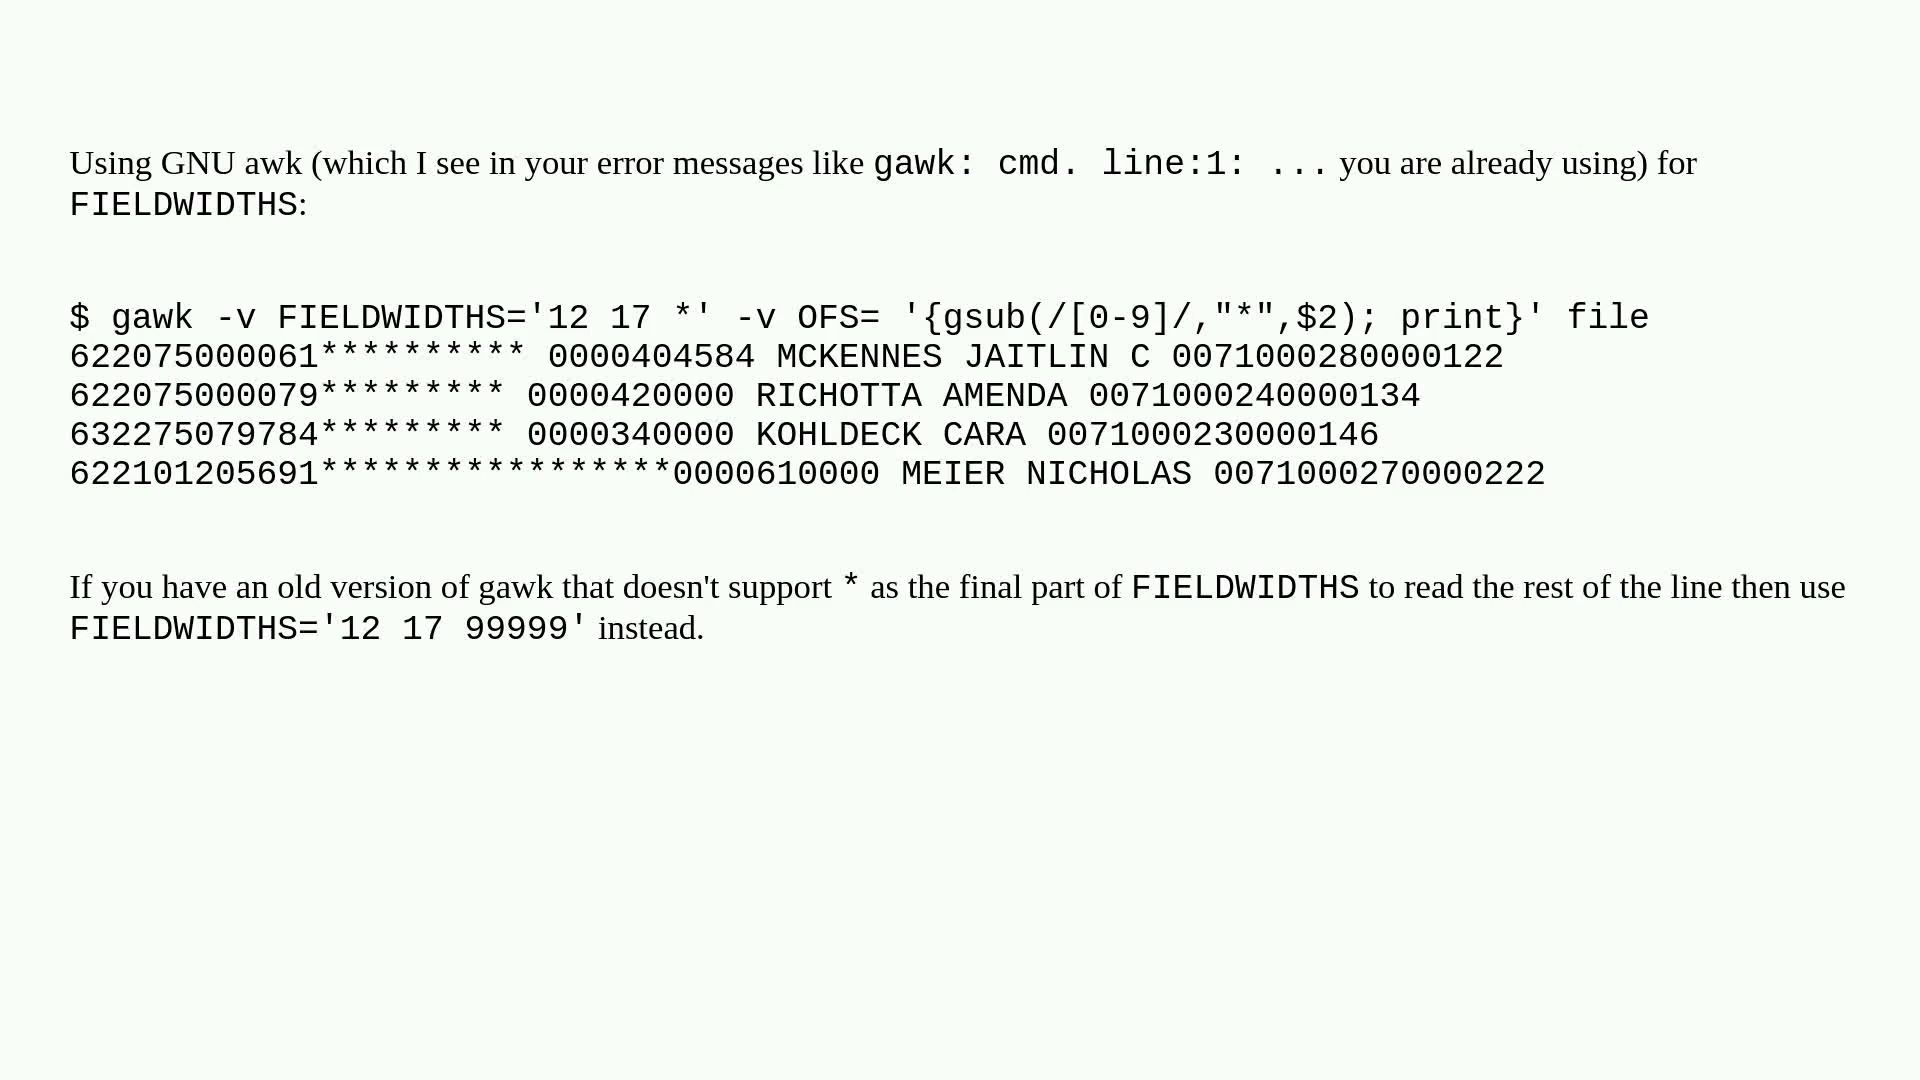 Using GNU awk (which I see in your error messages like gawk: cmd. line:1: ... you are already using) for
FIELDWIDTHS:
$ gawk -v FIELDWIDTHS='12 17 *' -v OFS= '{gsub(/[0-9]/,"*",$2); print}' file
622075000061********** 0000404584 MCKENNES JAITLIN C 0071000280000122
622075000079********* 0000420000 RICHOTTA AMENDA 0071000240000134
632275079784********* 0000340000 KOHLDECK CARA 0071000230000146
622101205691*****************0000610000 MEIER NICHOLAS 0071000270000222
If you have an old version of gawk that doesn't support * as the final part of FIELDWIDTHS to read the rest of the line then use
FIELDWIDTHS='12 17 99999' instead.